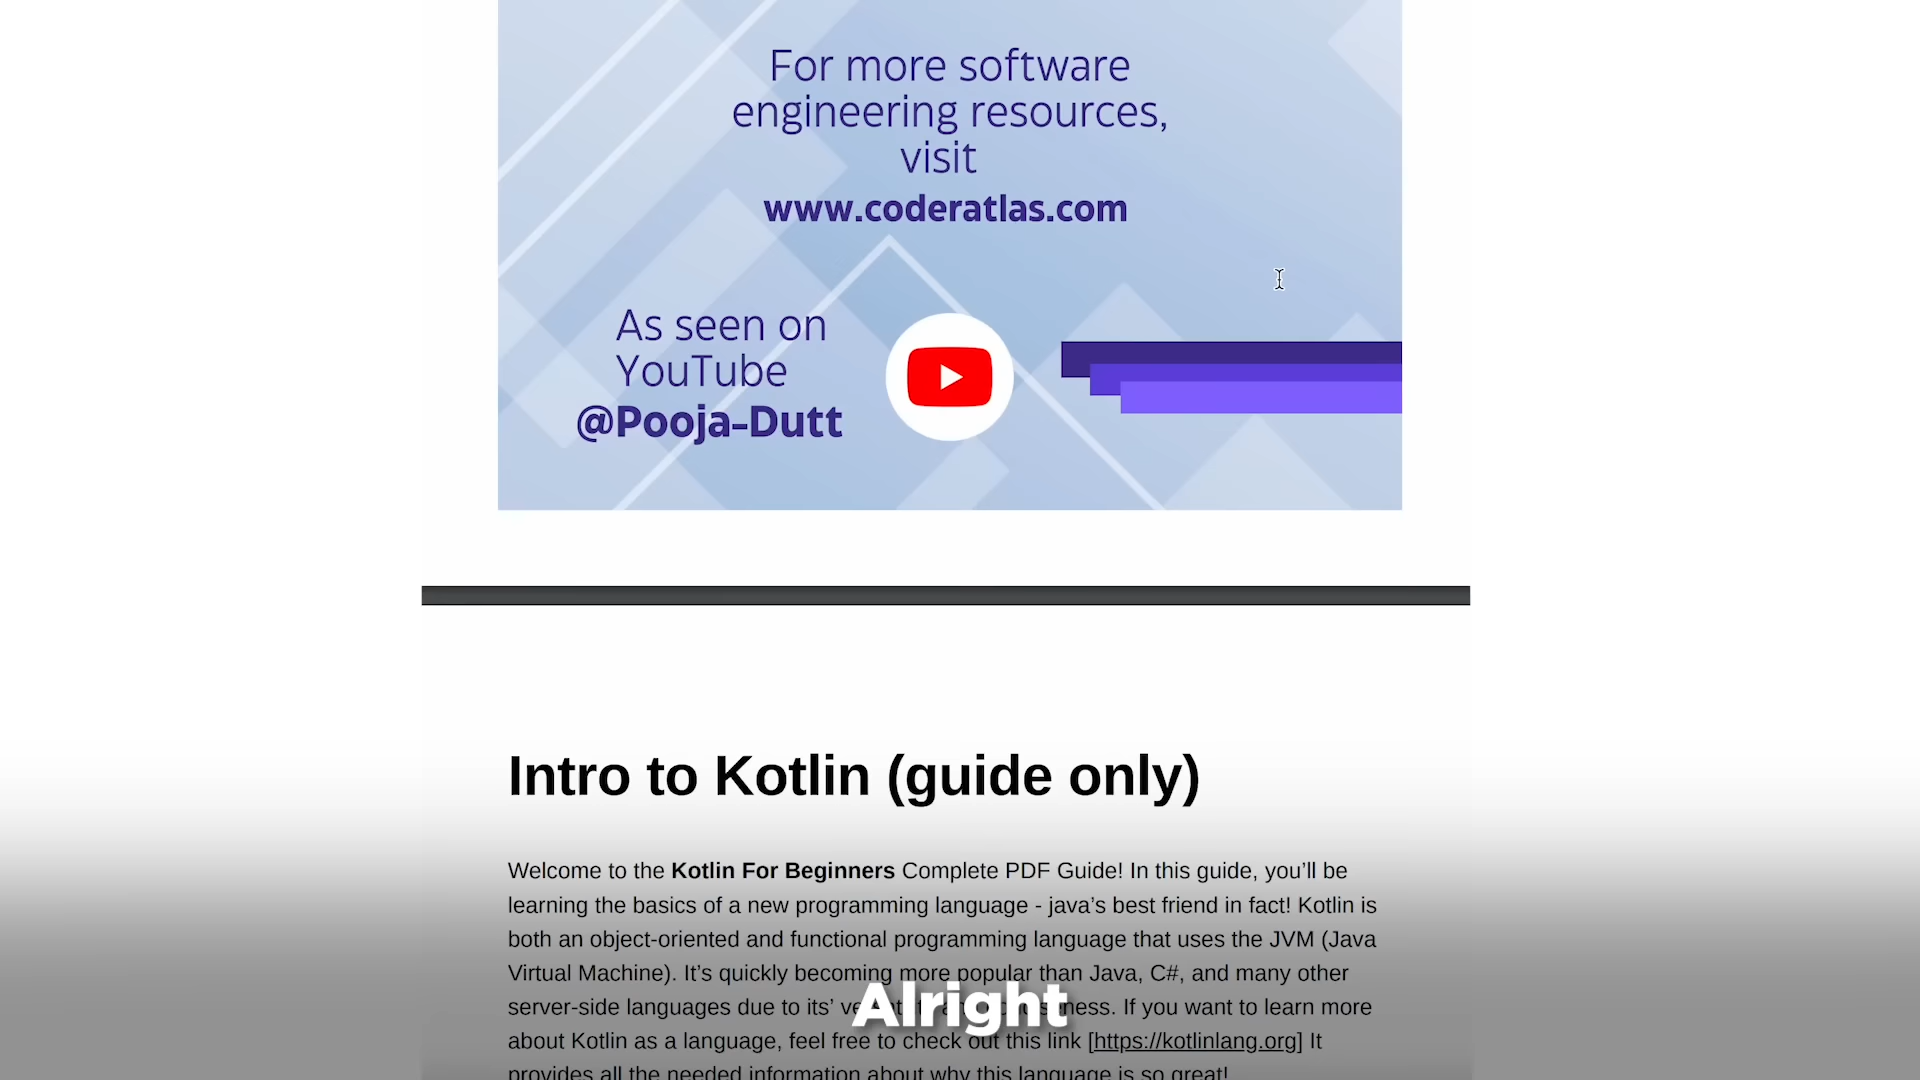 For more software
engineering resources,
visit
www.coderatlas.com
As seen on
YouTube
@Pooja-Dutt
Intro to Kotlin (guide only)
Welcome to the Kotlin For Beginners Complete PDF Guide! In this guide, you’ll be
learning the basics of a new programming language - java’s best friend in fact! Kotlin is
both an object-oriented and functional programming language that uses the JVM (Java
Virtual Machine). It’s quickly becoming more popular than Java, C#, and many other
server-side languages due to its’ If you want to learn more
Alright
about Kotlin as a language, feel free to check out this link [https://kotlinlang.org] It
provides all the needed information about why this language is so great!